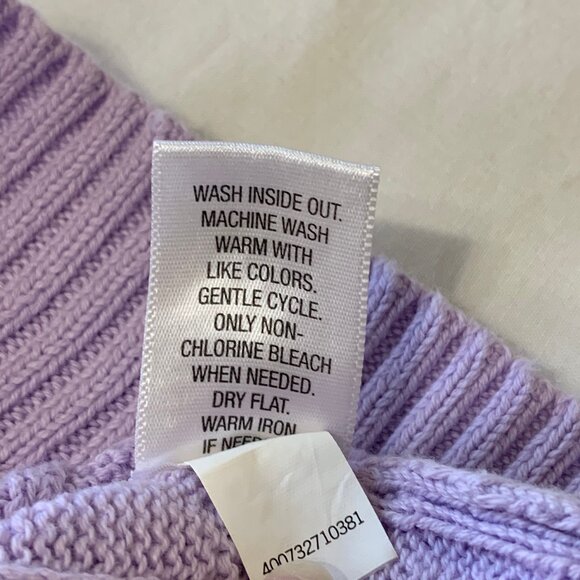 WASH INSIDE OUT.
MACHINE WASH
WARM WITH
LIKE COLORS.
GENTLE CYCLE.
ONLY NON-
CHLORINE BLEACH
WHEN NEEDED.
DRY FLAT.
WARM IRON
IF
400732710381